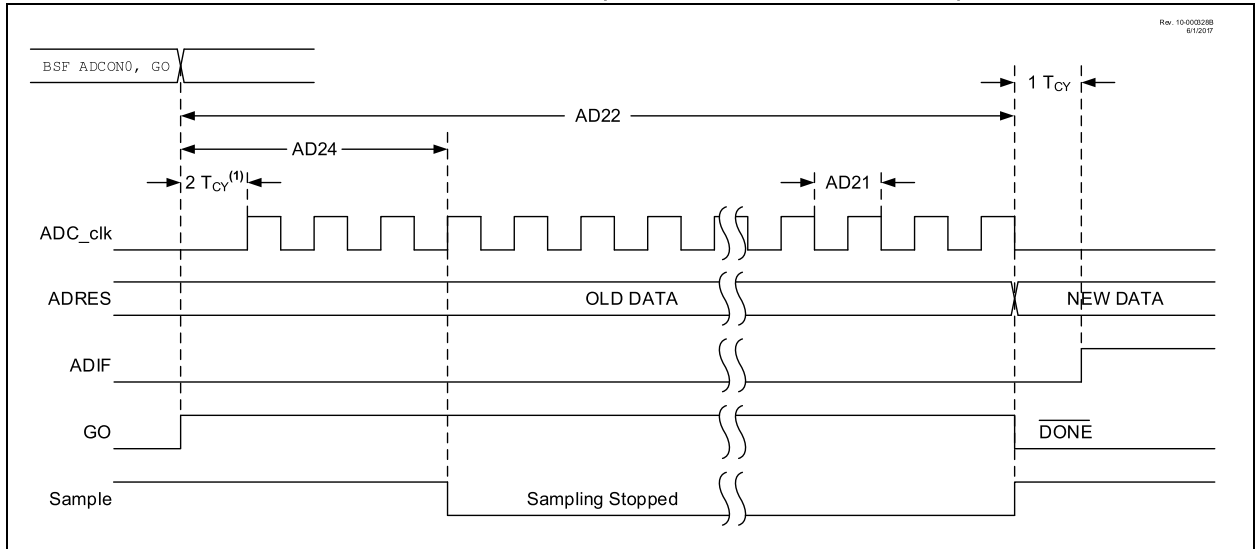 Rev. 10-000328B
6/1/2017
BSF ADCON0, GO
1 TCY
AD22
AD24
2 TCY(1)
AD21
ADC_clk
ADRES
OLD DATA
NEW DATA
ADIF
GO
DONE
Sample
Sampling Stopped